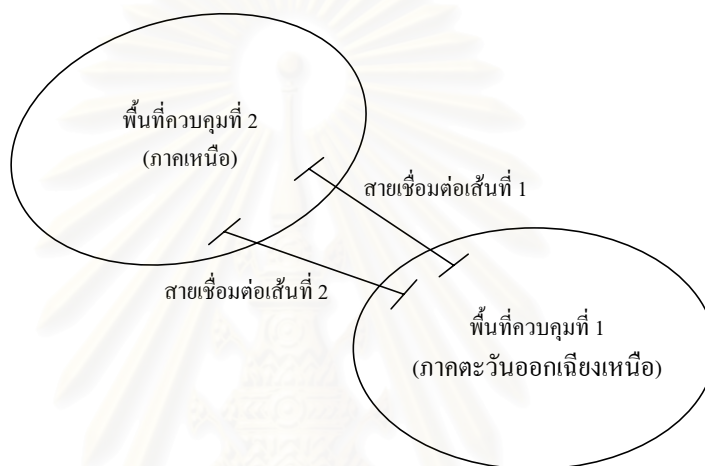 พื้นที่ควบคุมที่ 2
(ภาคเหนือ)
สายเชื่อมต่อเส้นที่ 1
สายเชื่อมต่อเส้นที่ 2
พื้นที่ควบคุมที่ 1
(ภาคตะวันออกเฉียงเหนือ)